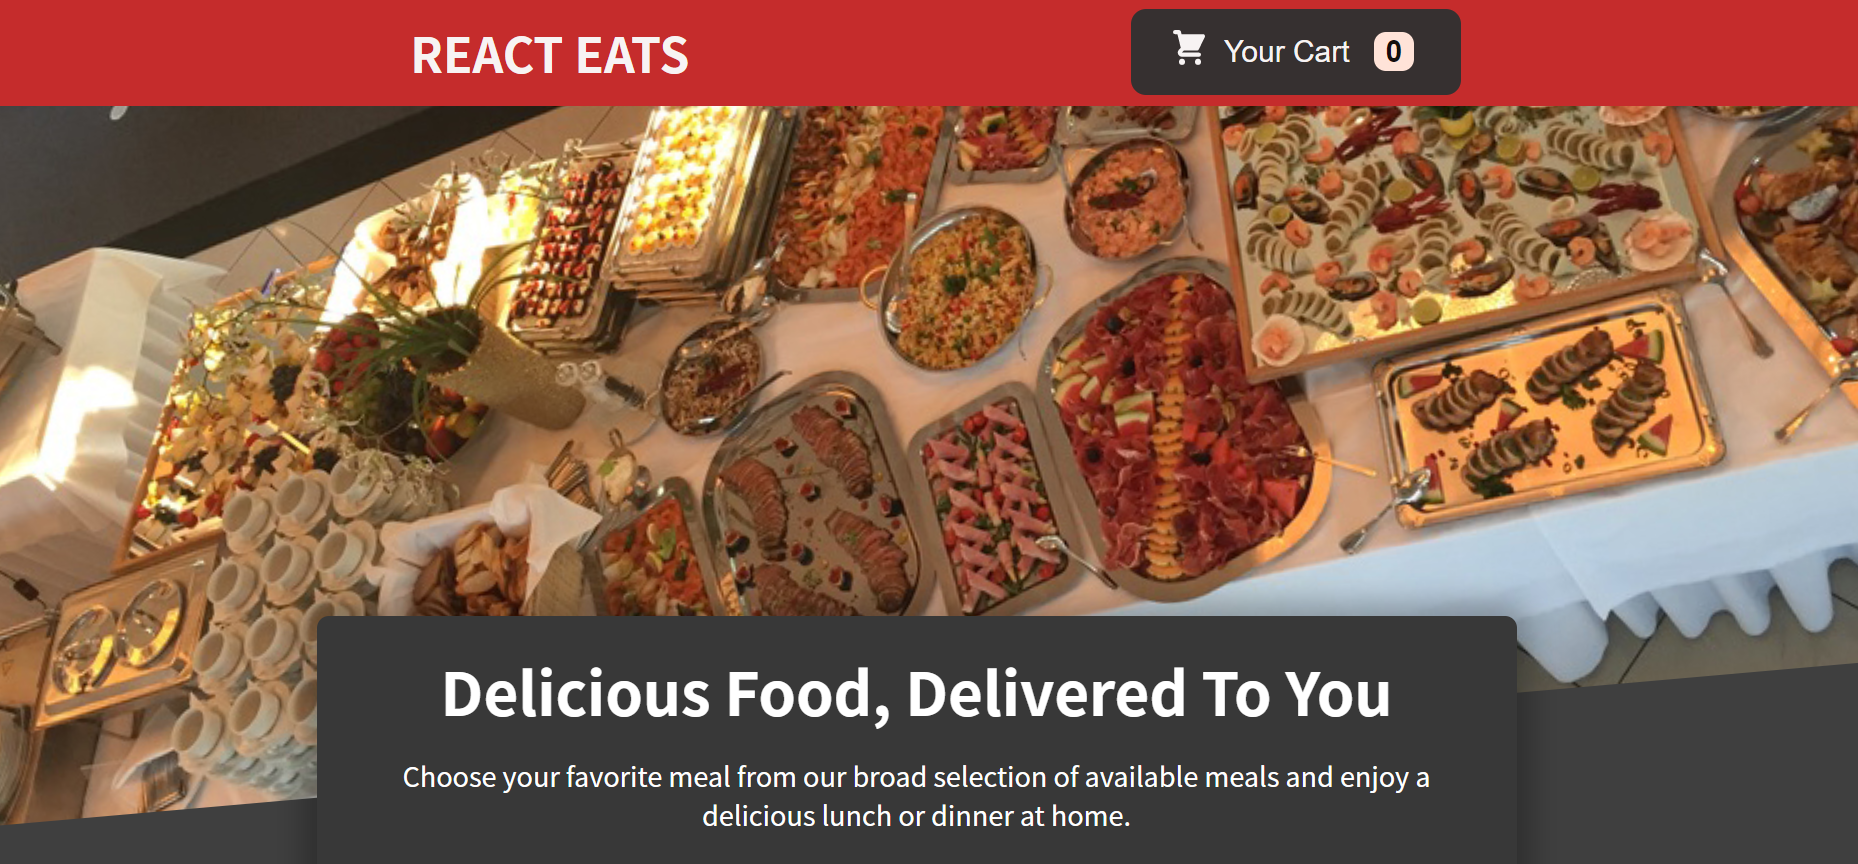 REACT EATS
Your Cart 0
Delicious Food, Delivered To You
Choose your favorite meal from our broad selection of available meals and enjoy a
delicious lunch or dinner at home.